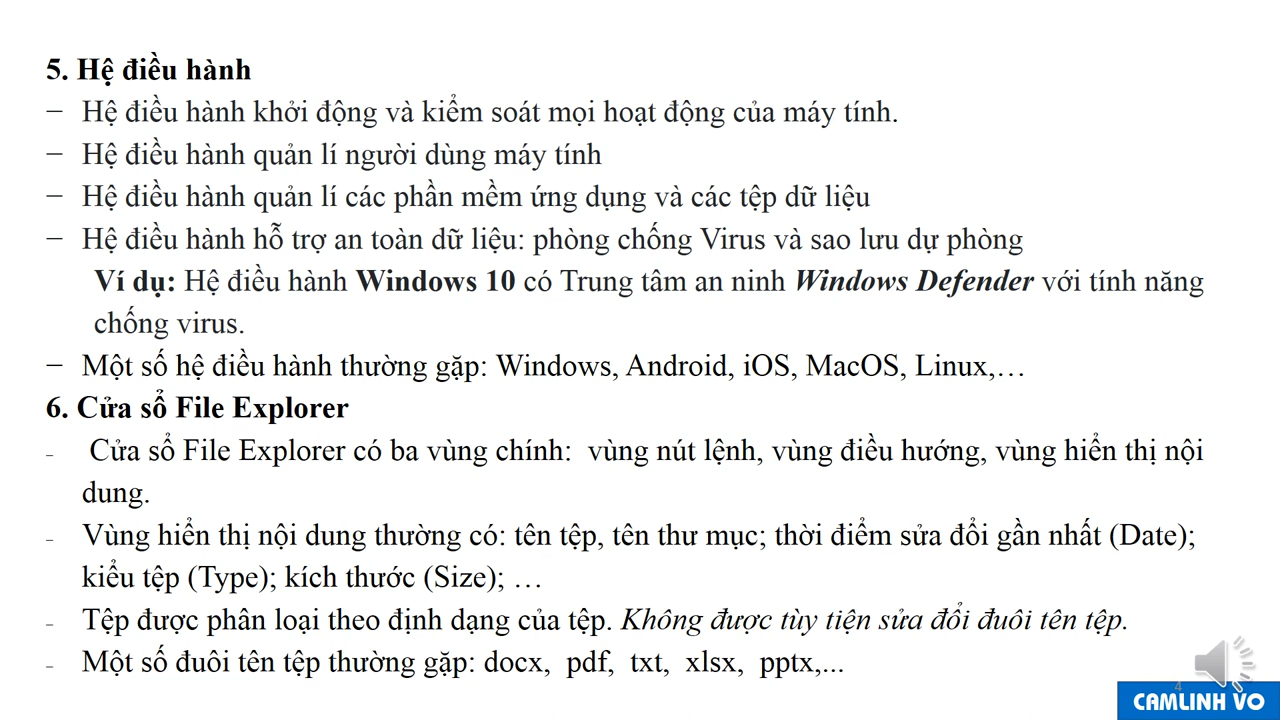 5. Hệ điều hành
− Hệ điều hành khởi động và kiểm soát mọi hoạt động của máy tính.
− Hệ điều hành quản lí người dùng máy tính
− Hệ điều hành quản lí các phần mềm ứng dụng và các tệp dữ liệu
− Hệ điều hành hỗ trợ an toàn dữ liệu: phòng chống Virus và sao lưu dự phòng
Ví dụ: Hệ điều hành Windows 10 có Trung tâm an ninh Windows Defender với tính năng
chống virus.
− Một số hệ điều hành thường gặp: Windows, Android, iOS, MacOS, Linux,…
6. Cửa sổ File Explorer
- Cửa sổ File Explorer có ba vùng chính: vùng nút lệnh, vùng điều hướng, vùng hiển thị nội
dung.
- Vùng hiển thị nội dung thường có: tên tệp, tên thư mục; thời điểm sửa đổi gần nhất (Date);
kiểu tệp (Type); kích thước (Size); …
- Tệp được phân loại theo định dạng của tệp. Không được tùy tiện sửa đổi đuôi tên tệp.
- Một số đuôi tên tệp thường gặp: docx, pdf, txt, xlsx, pptx,...
4
CAMLINH VO